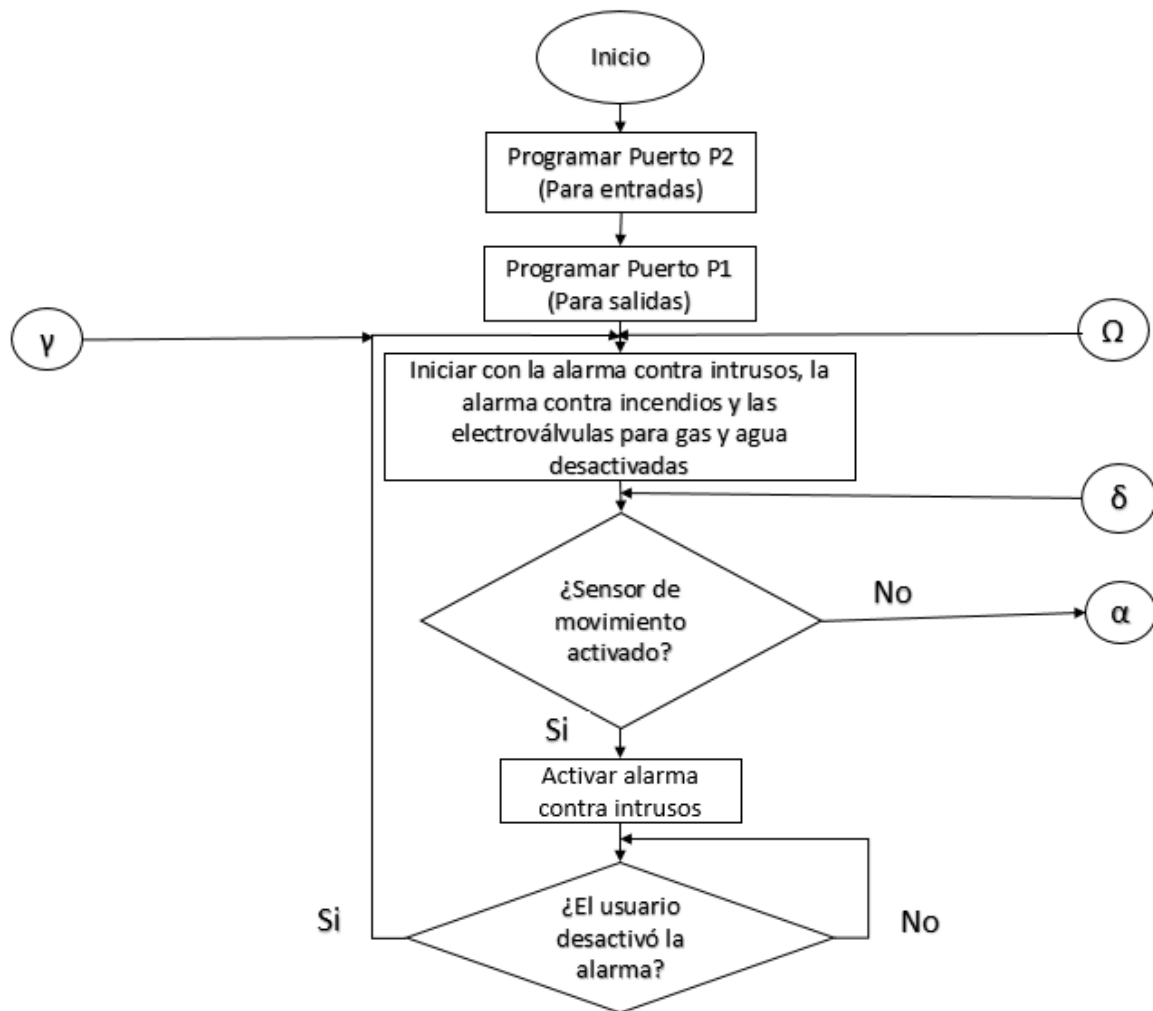 Inicio
Programar Puerto P2
(Para entradas)
Programar Puerto P1
(Para salidas)
γ
Ω
Iniciar con la alarma contra intrusos, la
alarma contra incendios y las
electroválvulas para gas y agua
desactivadas
δ
¿Sensor de
movimiento
activado?
No
α
Si
Activar alarma
contra intrusos
¿El usuario
desactivó la
alarma?
Si
No